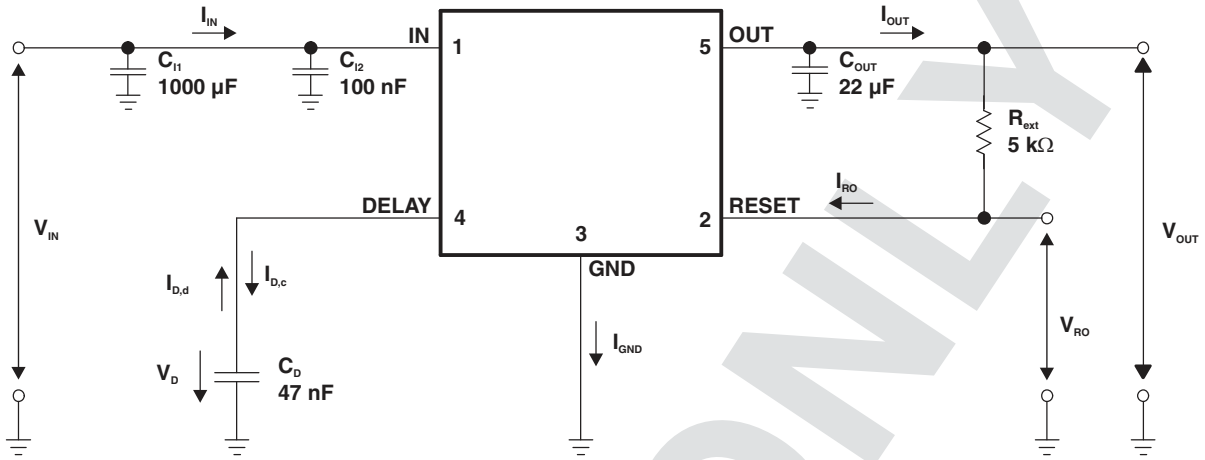 I_IN
IN
1
C_I1
1000 µF
C_I2
100 nF
5
OUT
I_OUT
C_OUT
22 µF
R_ext
5 kΩ
V_IN
DELAY
4
3
GND
2
RESET
I_RO
V_OUT
I_D,d
I_D,c
V_D
C_D
47 nF
I_GND
V_RO
ONLY